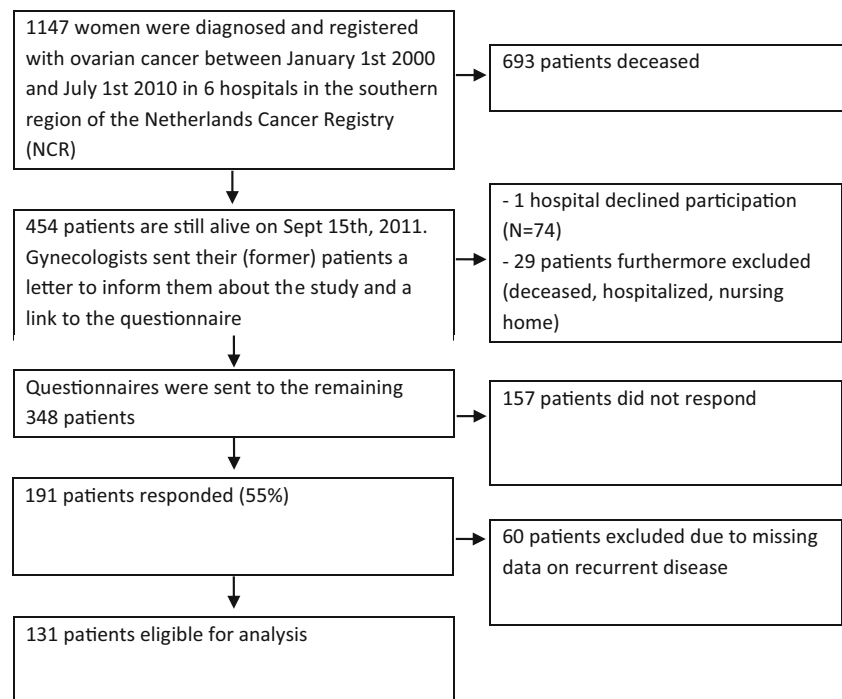 1147 women were diagnosed and registered
with ovarian cancer between January 1st 2000
and July 1st 2010 in 6 hospitals in the southern
region of the Netherlands Cancer Registry
(NCR)
693 patients deceased
454 patients are still alive on Sept 15th, 2011.
Gynecologists sent their (former) patients a
letter to inform them about the study and a
link to the questionnaire
- 1 hospital declined participation
(N=74)
- 29 patients furthermore excluded
(deceased, hospitalized, nursing
home)
Questionnaires were sent to the remaining
348 patients
157 patients did not respond
191 patients responded (55%)
60 patients excluded due to missing
data on recurrent disease
131 patients eligible for analysis